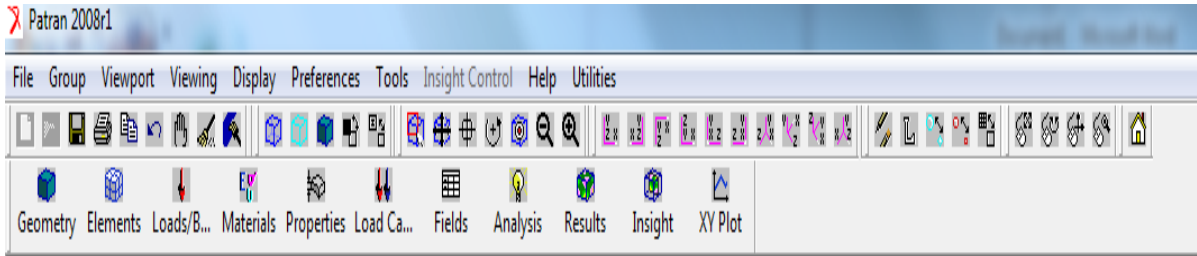 Patran 2008r1
File Group Viewport Viewing Display Preferences Tools Insight Control Help Utilities
Geometry Elements Loads/B... Materials Properties Load Ca... Fields Analysis Results Insight XY Plot